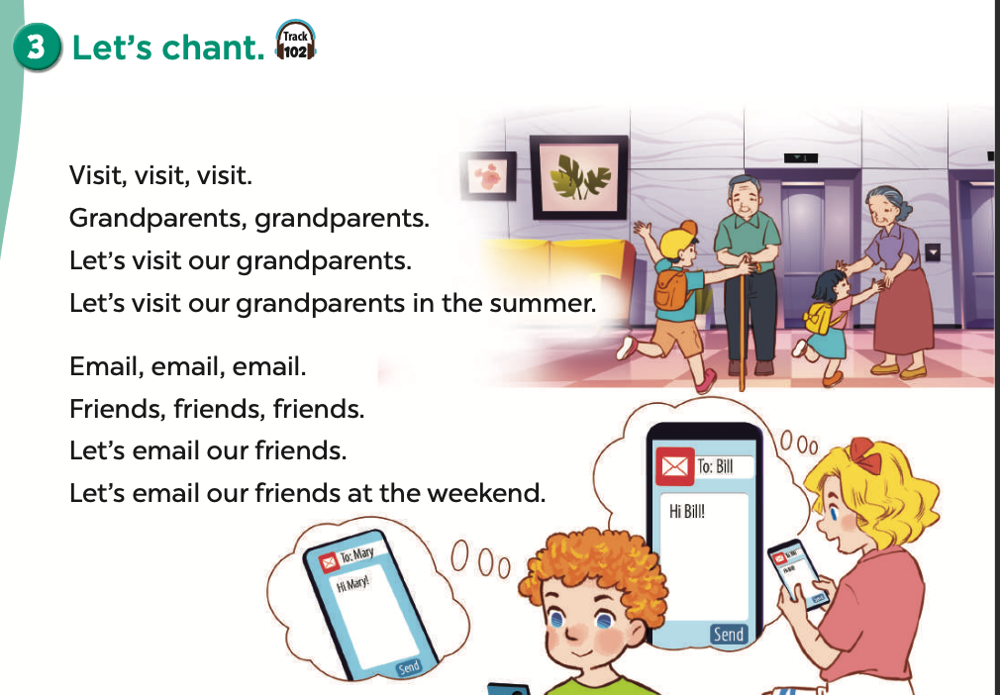 3 Let's chant. Track 102
Visit, visit, visit.
Grandparents, grandparents.
Let's visit our grandparents.
Let's visit our grandparents in the summer.
Email, email, email.
Friends, friends, friends.
Let's email our friends.
Let's email our friends at the weekend.
To: Bill
Hi Bill!
Send
To: Mary
Hi Mary!
Send